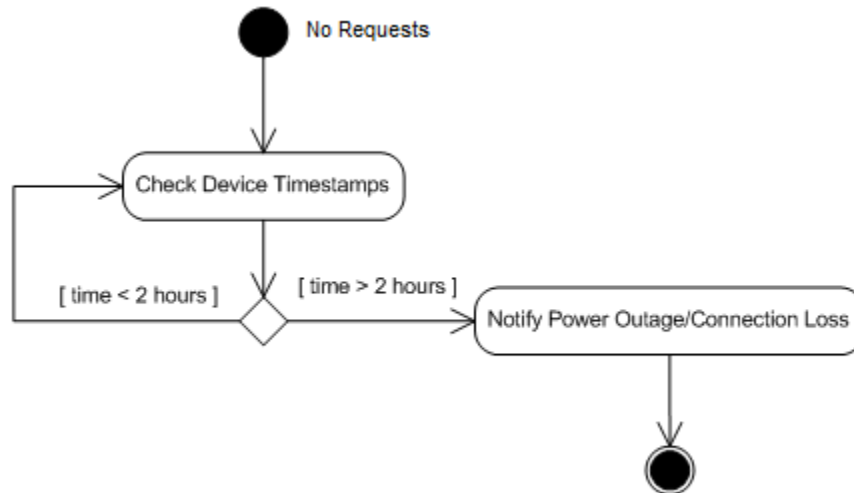 No Requests
Check Device Timestamps
[ time < 2 hours ]
[ time > 2 hours ]
Notify Power Outage/Connection Loss